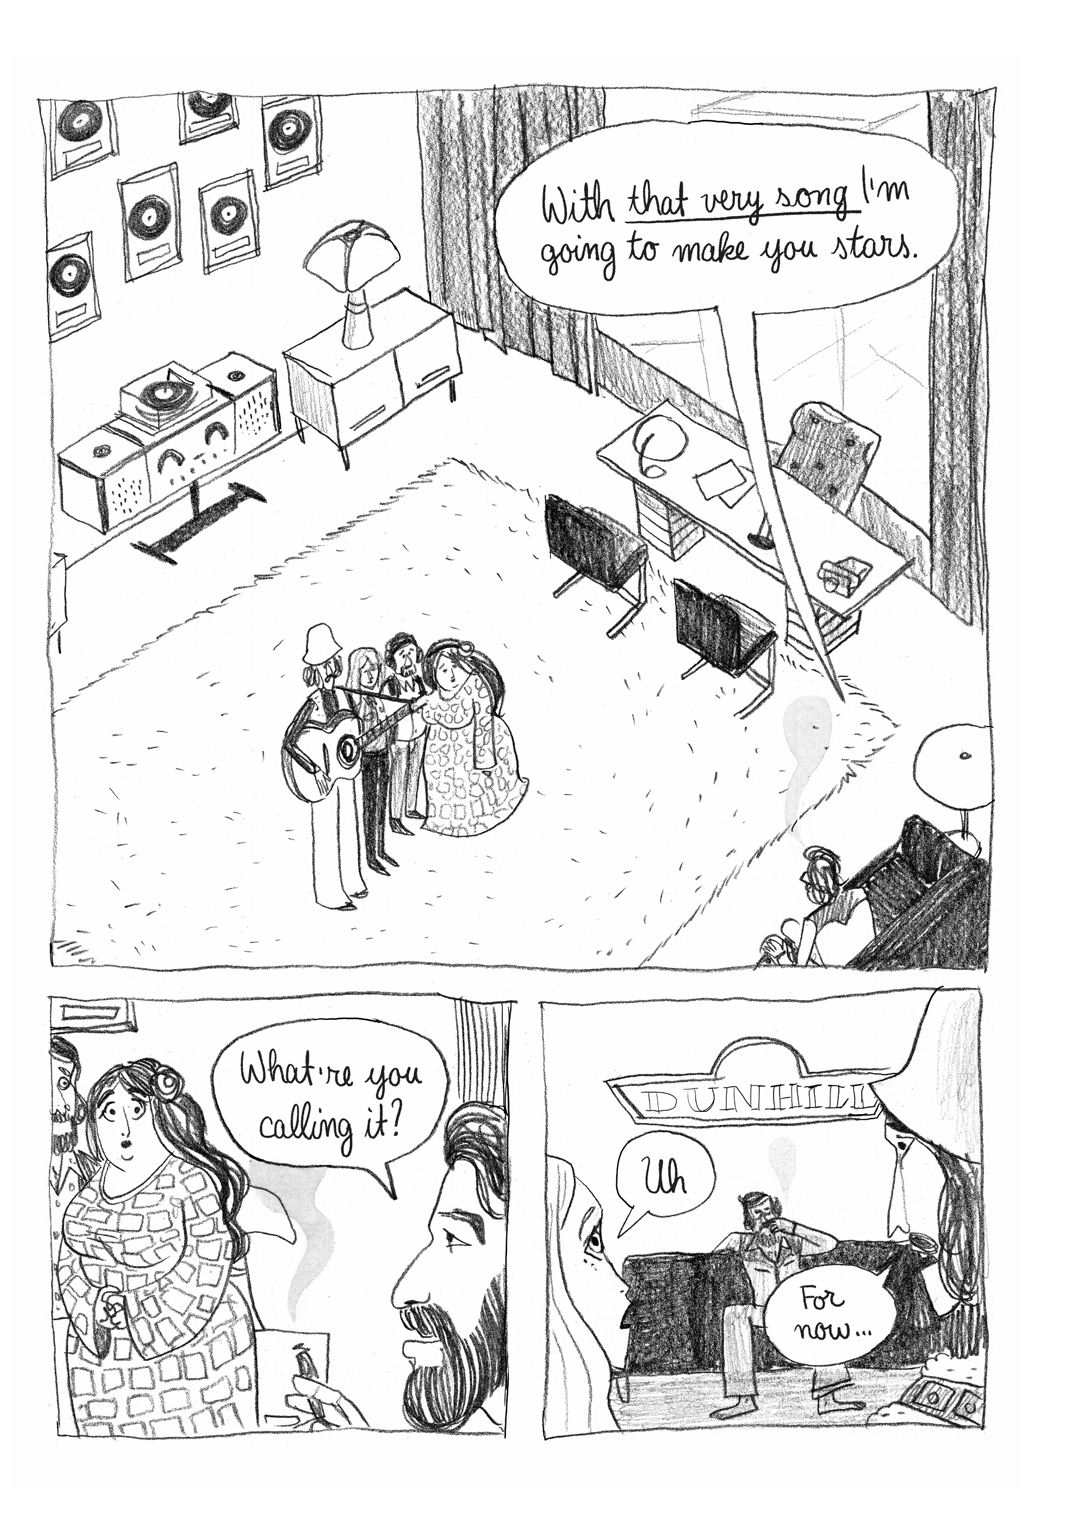 With that very song I'm
going to make you stars.
What're you
calling it?
DUNHILL
Uh
For
now...